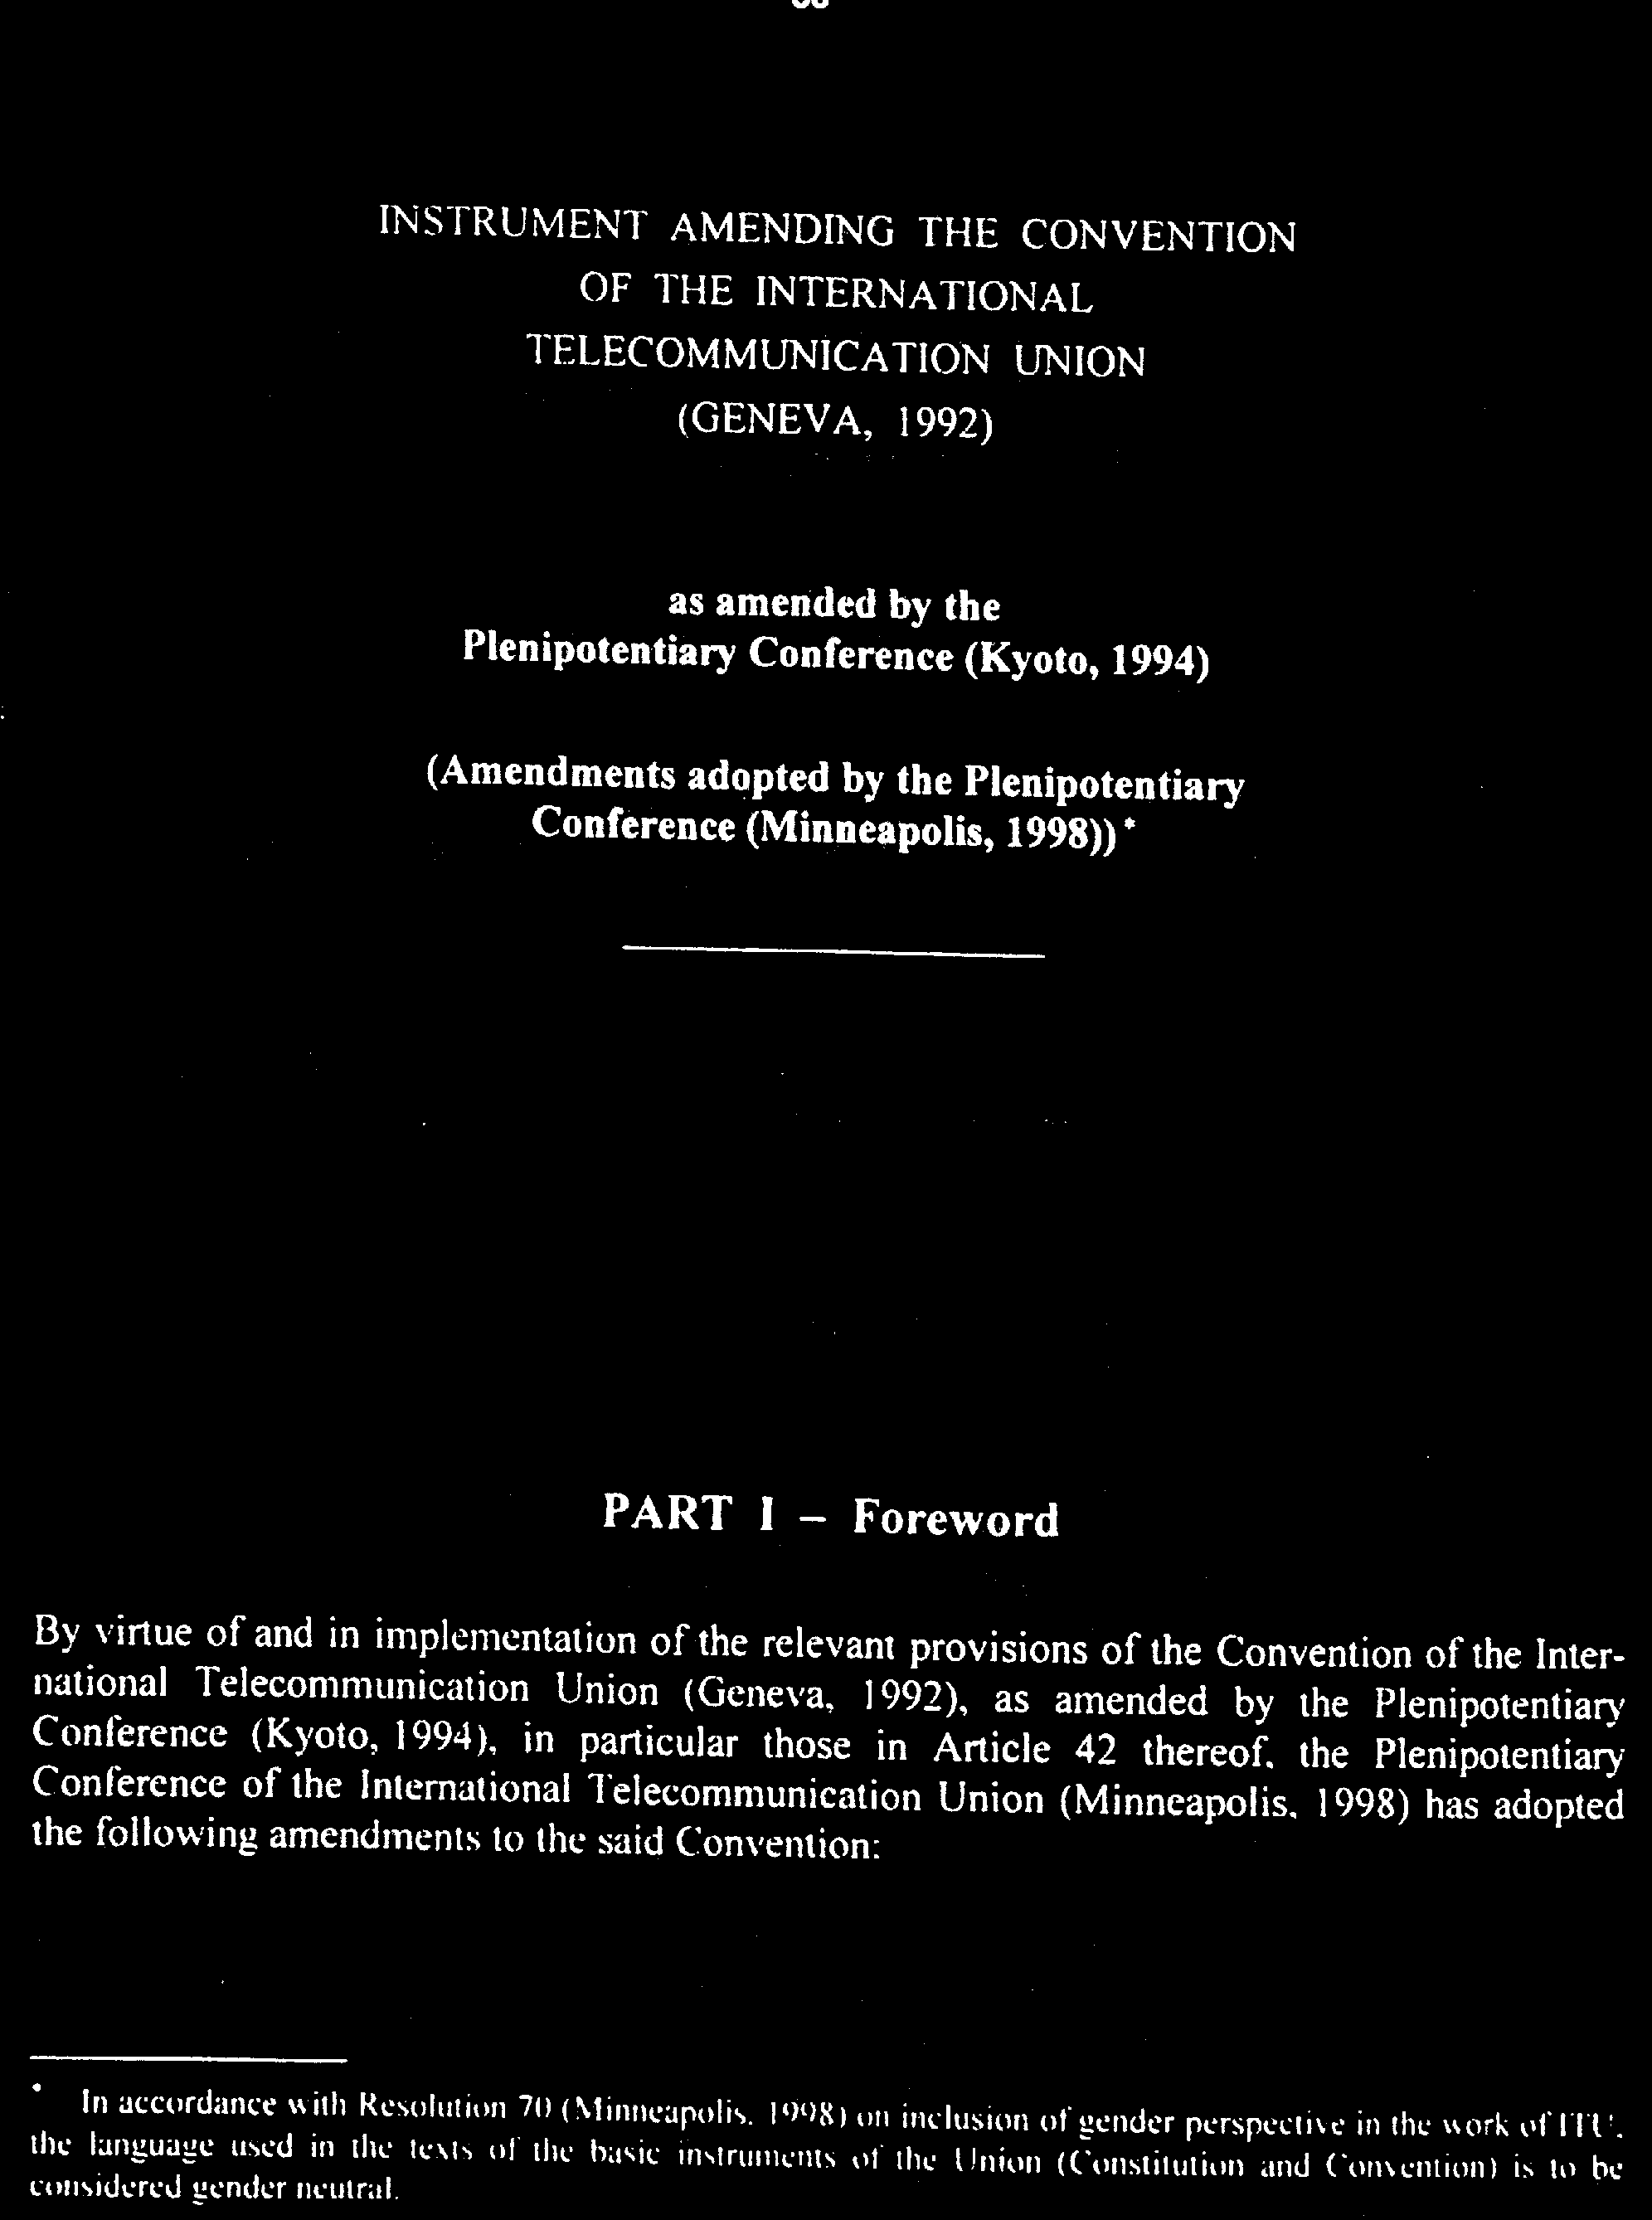 INSTRUMENT AMENDING THE CONVENTION
OF THE INTERNATIONAL
TELECOMMUNICATION UNION
(GENEVA, 1992)
as amended by the
Plenipotentiary Conference (Kyoto, 1994)
(Amendments adopted by the Plenipotentiary
Conference (Minneapolis, 1998))*
PART I – Foreword
By virtue of and in implementation of the relevant provisions of the Convention of the Inter-
national Telecommunication Union (Geneva, 1992), as amended by the Plenipotentiary
Conference (Kyoto, 1994), in particular those in Article 42 thereof, the Plenipotentiary
Conference of the International Telecommunication Union (Minneapolis, 1998) has adopted
the following amendments to the said Convention:
* In accordance with Resolution 70 (Minneapolis, 1998) on inclusion of gender perspective in the work of ITU,
the language used in the texts of the basic instruments of the Union (Constitution and Convention) is to be
considered gender neutral.